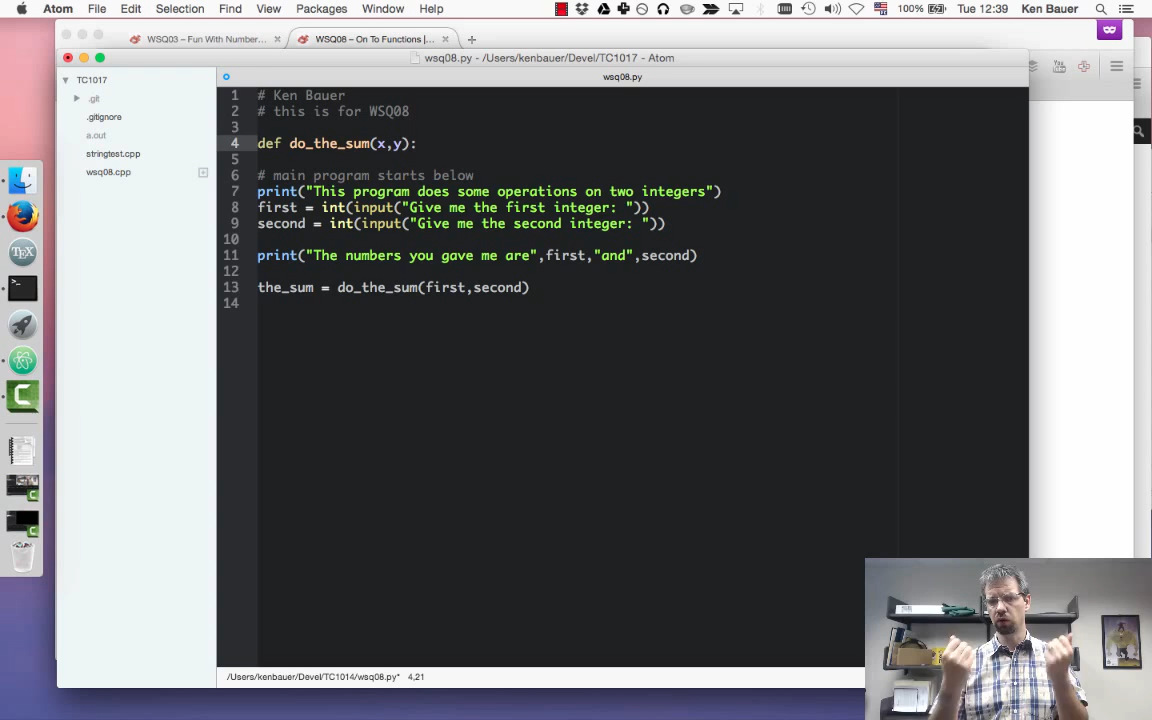 Atom File Edit Selection Find View Packages Window Help 100% Tue 12:39 Ken Bauer
WSQ03 – Fun With Number... × WSQ08 – On To Functions |... × +
wsq08.py - /Users/kenbauer/Devel/TC1017 - Atom
TC1017
.git
.gitignore
a.out
stringtest.cpp
wsq08.cpp
wsq08.py
1 # Ken Bauer
2 # this is for WSQ08
3
4 def do_the_sum(x,y):
5
6 # main program starts below
7 print("This program does some operations on two integers")
8 first = int(input("Give me the first integer: "))
9 second = int(input("Give me the second integer: "))
10
11 print("The numbers you gave me are",first,"and",second)
12
13 the_sum = do_the_sum(first,second)
14
/Users/kenbauer/Devel/TC1014/wsq08.py* 4,21
TEX
You